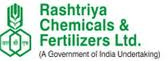 Rashtriya
Chemicals &
Fertilizers Ltd.
(A Government of India Undertaking)